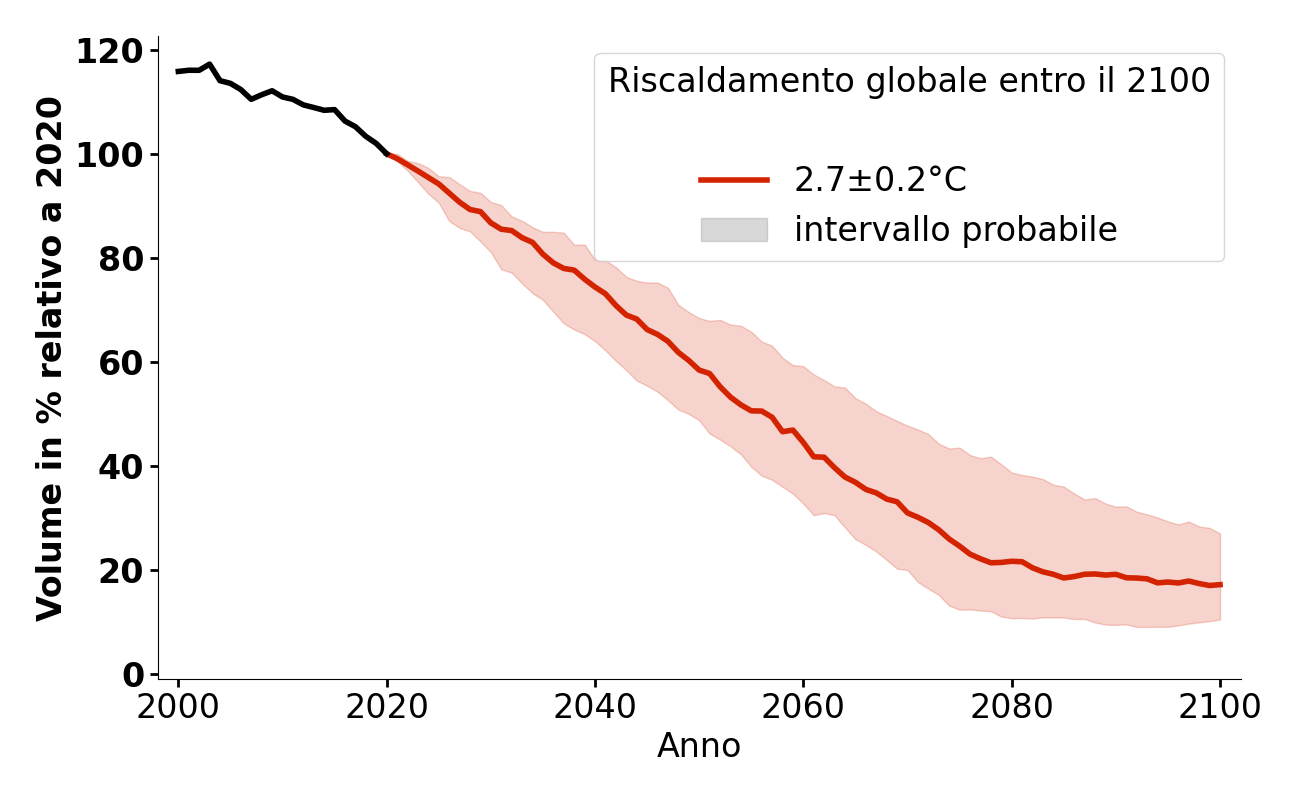 Volume in % relativo a 2020
120
100
80
60
40
20
0
Riscaldamento globale entro il 2100
2.7±0.2°C
intervallo probabile
2000 2020 2040 2060 2080 2100
Anno